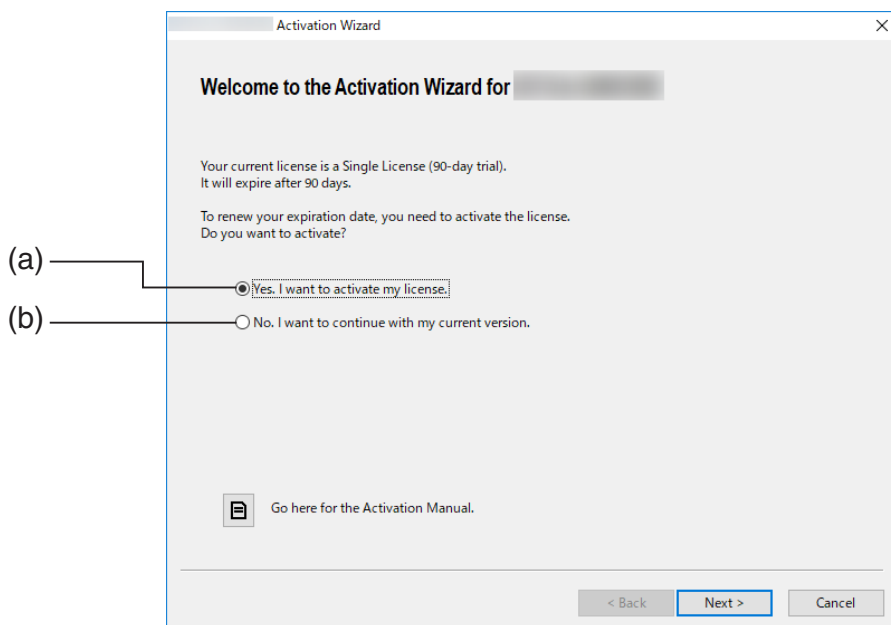 Activation Wizard
Welcome to the Activation Wizard for
Your current license is a Single License (90-day trial).
It will expire after 90 days.
To renew your expiration date, you need to activate the license.
Do you want to activate?
(a)
Yes. I want to activate my license.
(b)
No. I want to continue with my current version.
Go here for the Activation Manual.
< Back
Next >
Cancel